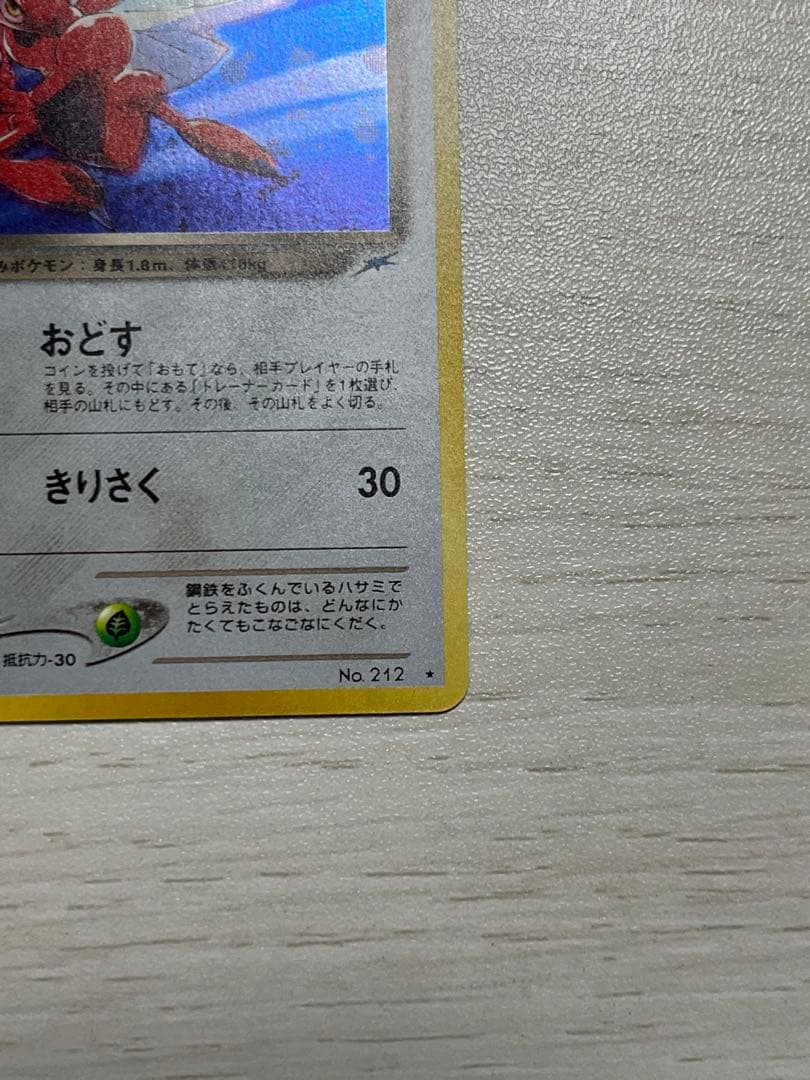 みポケモン：身長1.8m、体
おどす
コインを投げて「おもて」なら、相手プレイヤーの手札
を見る。その中にある「トレーナーカード」を1枚選び、
相手の山札にもどす。その後、その山札をよく切る。
きりさく 30
鋼鉄をふくんでいるハサミで
とらえたものは、どんなにか
たくてもこなごなにくだく。
抵抗力-30
No. 212 ★